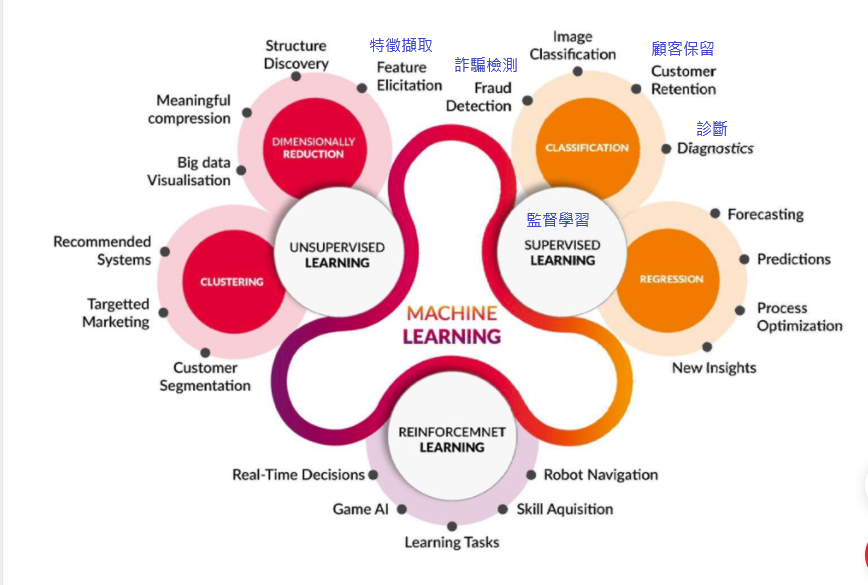 Structure
Discovery
特徵擷取
Feature
Elicitation
Meaningful
compression
Big data
Visualisation
DIMENSIONALLY
REDUCTION
詐騙檢測
Fraud
Detection
Image
Classification
顧客保留
Customer
Retention
診斷
Diagnostics
CLASSIFICATION
UNSUPERVISED
LEARNING
監督學習
SUPERVISED
LEARNING
Recommended
Systems
Targetted
Marketing
Customer
Segmentation
CLUSTERING
Forecasting
Predictions
Process
Optimization
New Insights
REGRESSION
MACHINE
LEARNING
REINFORCEMNET
LEARNING
Real-Time Decisions
Game AI
Learning Tasks
Skill Aquisition
Robot Navigation